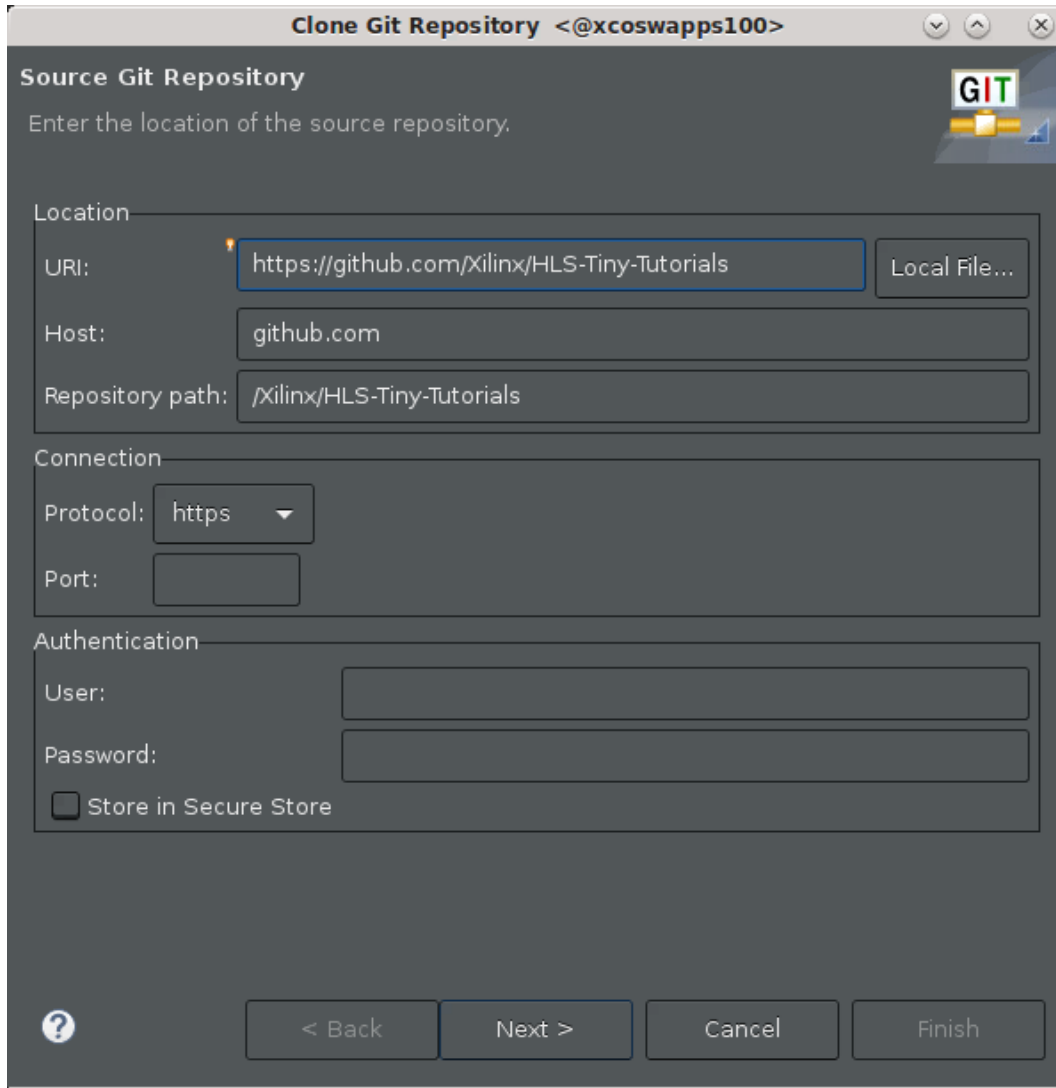 Clone Git Repository <@xcoswapps100>
Source Git Repository
GIT
Enter the location of the source repository.
Location
URI: https://github.com/Xilinx/HLS-Tiny-Tutorials Local File...
Host: github.com
Repository path: /Xilinx/HLS-Tiny-Tutorials
Connection
Protocol: https
Port:
Authentication
User:
Password:
Store in Secure Store
? < Back Next > Cancel Finish